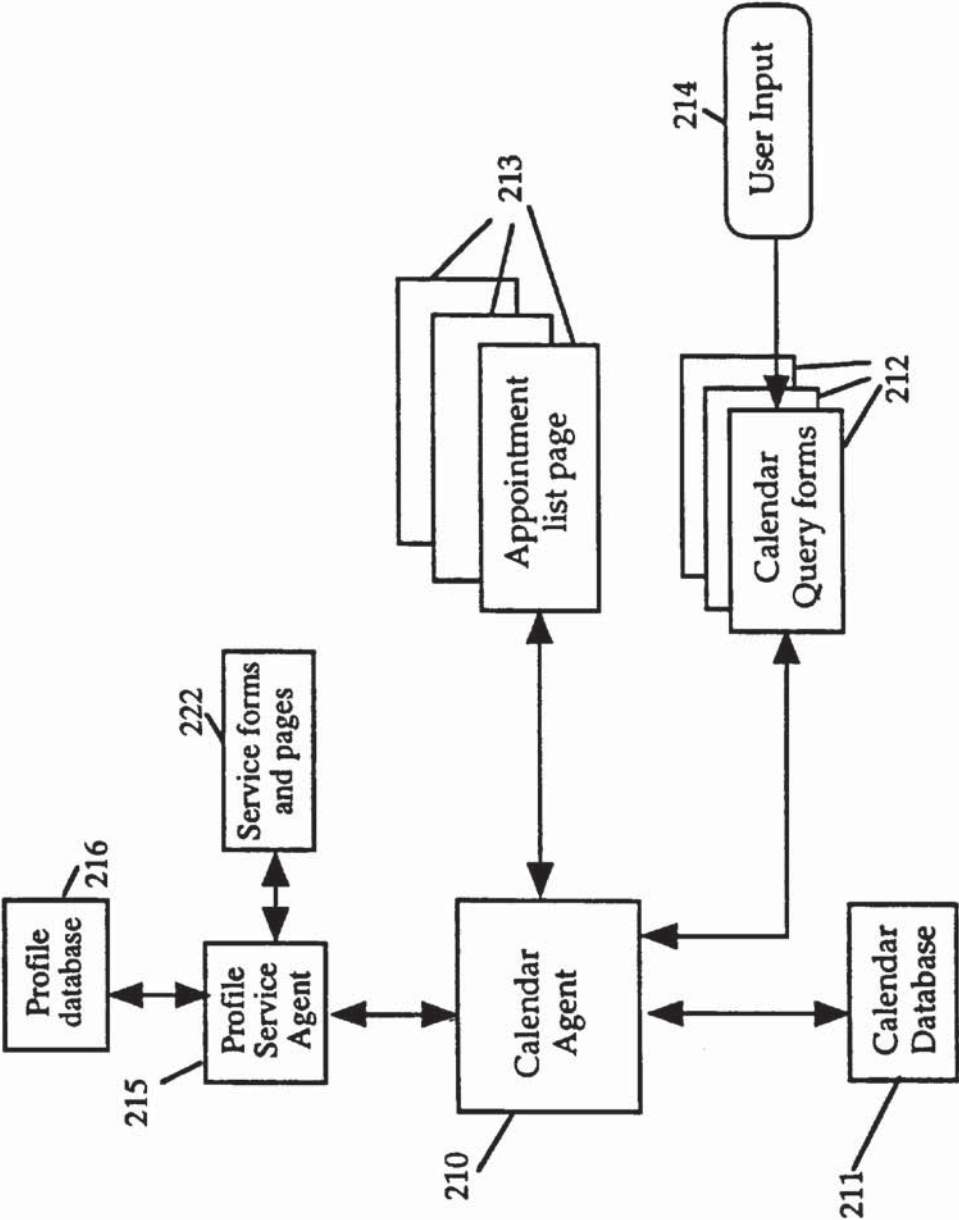 216
Profile
database
222
Service forms
and pages
215
Profile
Service
Agent
213
Appointment
list page
210
Calendar
Agent
214
User Input
212
Calendar
Query forms
211
Calendar
Database